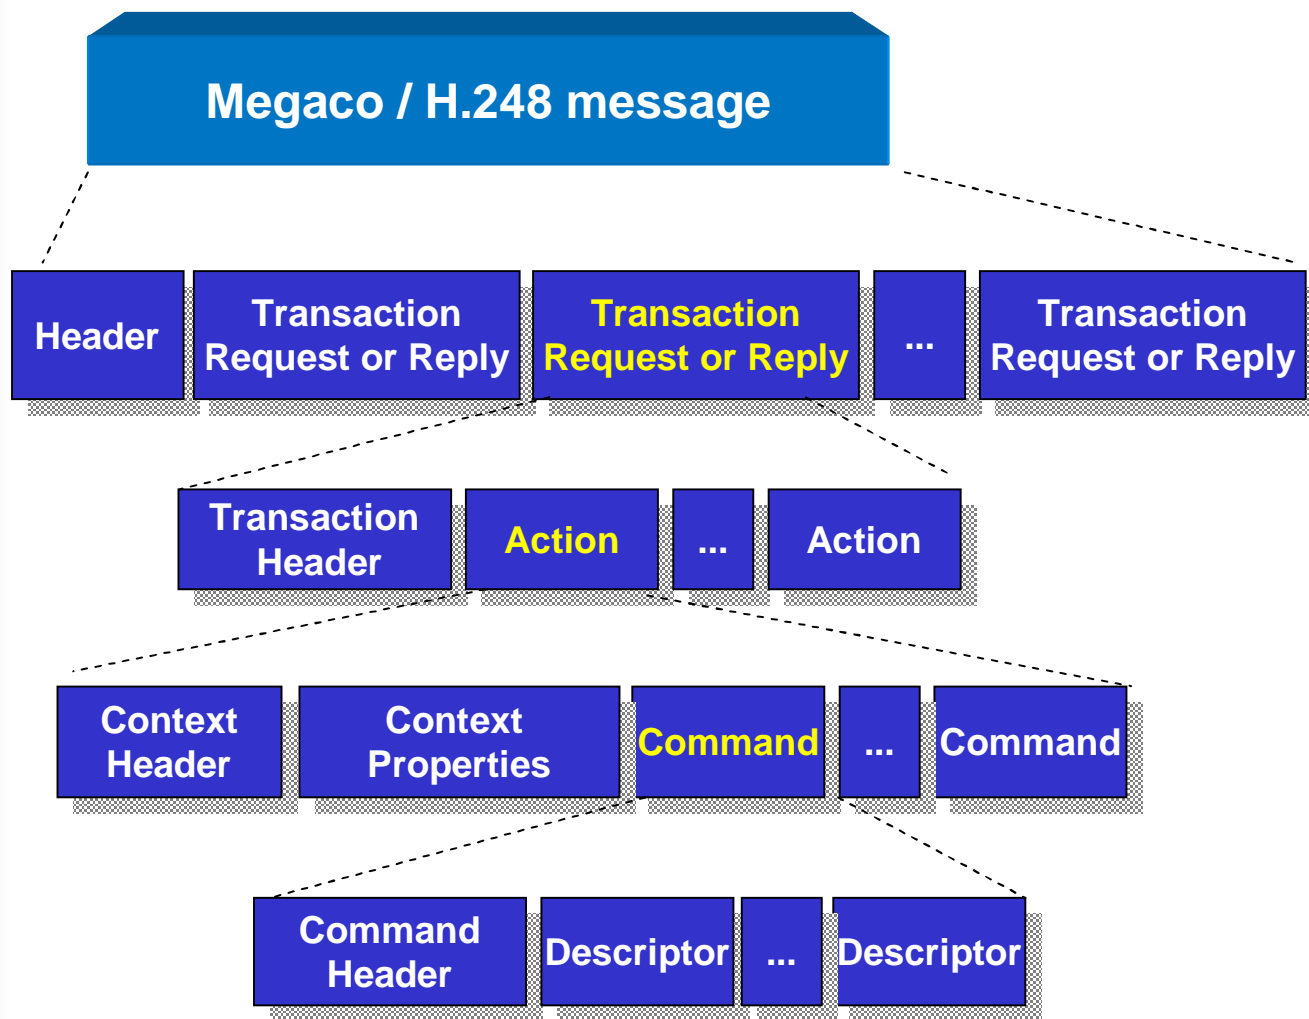 Megaco / H.248 message
Header
Transaction
Request or Reply
Transaction
Request or Reply
...
Transaction
Request or Reply
Transaction
Header
Action
...
Action
Context
Header
Context
Properties
Command
...
Command
Command
Header
Descriptor
...
Descriptor